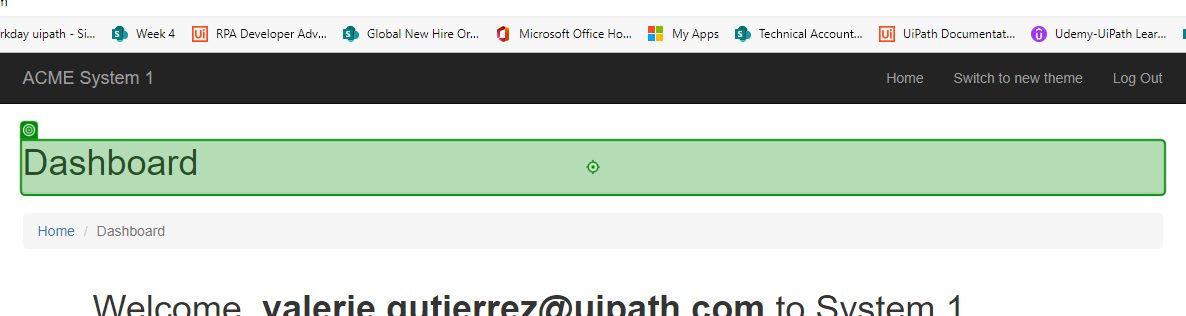 rkday uipath - Si... Week 4 RPA Developer Adv... Global New Hire Or... Microsoft Office Ho... My Apps Technical Account... UiPath Documentat... Udemy-UiPath Lear...
ACME System 1 Home Switch to new theme Log Out
Dashboard
Home / Dashboard
Welcome, valerie.gutierrez@uipath.com to System 1